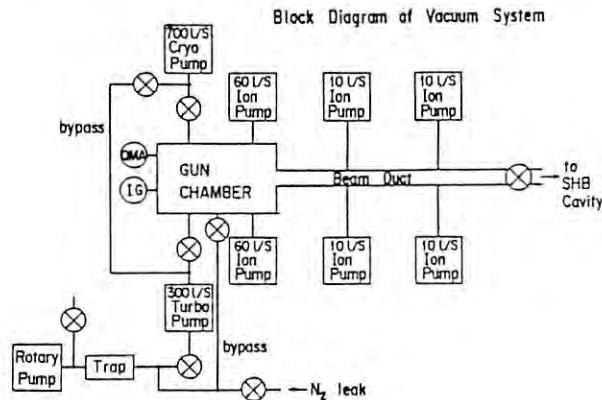 Block Diagram of Vacuum System
700 L/S
Cryo
Pump
60 L/S
Ion
Pump
10 L/S
Ion
Pump
10 L/S
Ion
Pump
bypass
QMA
IG
GUN
CHAMBER
Beam Duct
to
SHB
Cavity
60 L/S
Ion
Pump
10 L/S
Ion
Pump
10 L/S
Ion
Pump
300 L/S
Turbo
Pump
bypass
Rotary
Pump
Trap
N₂ leak